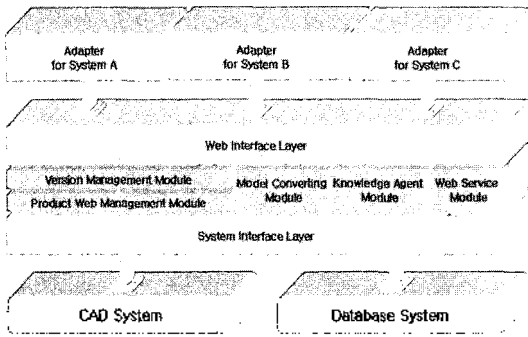 Adapter
for System A
Adapter
for System B
Adapter
for System C
Web Interface Layer
Version Management Module
Product Web Management Module
Model Converting
Module
Knowledge Agent
Module
Web Service
Module
System Interface Layer
CAD System
Database System